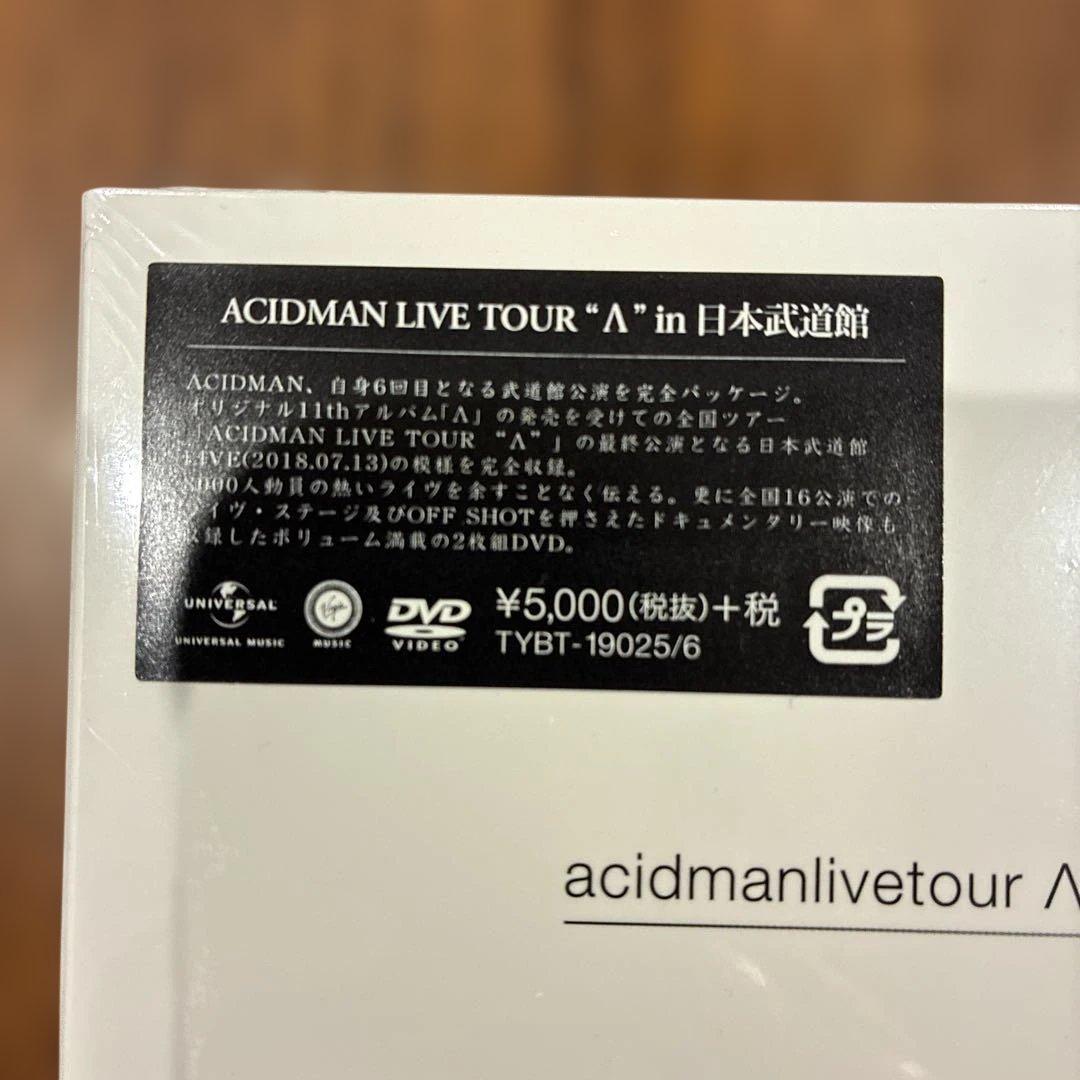 ACIDMAN LIVE TOUR “Λ” in 日本武道館
ACIDMAN、自身6回目となる武道館公演を完全パッケージ。
オリジナル11thアルバム「Λ」の発売を受けての全国ツアー
「ACIDMAN LIVE TOUR “Λ”」の最終公演となる日本武道館
LIVE(2018.07.13)の模様を完全収録。
000人動員の熱いライヴを余すことなく伝える。更に全国16公演での
ライヴ・ステージ及びOFF SHOTを押さえたドキュメンタリー映像も
収録したボリューム満載の2枚組DVD。
UNIVERSAL
UNIVERSAL MUSIC
Virgin
MUSIC
DVD
VIDEO
¥5,000(税抜)+税
TYBT-19025/6
プラ
acidmanlivetour Λ